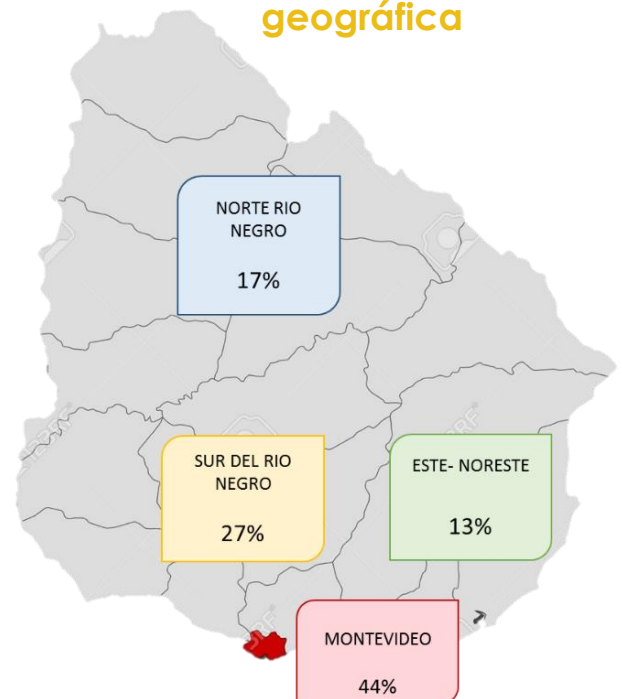 geográfica
NORTE RIO
NEGRO
17%
SUR DEL RIO
NEGRO
27%
ESTE- NORESTE
13%
MONTEVIDEO
44%